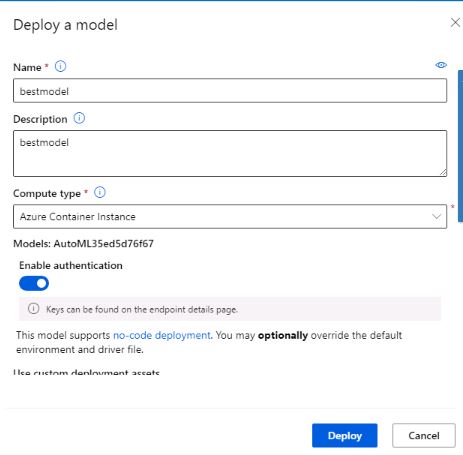 Deploy a model
Name *
bestmodel
Description
bestmodel
Compute type *
Azure Container Instance
*
Models: AutoML35ed5d76f67
Enable authentication
Keys can be found on the endpoint details page.
This model supports no-code deployment. You may optionally override the default
environment and driver file.
Use custom deployment assets
Deploy
Cancel